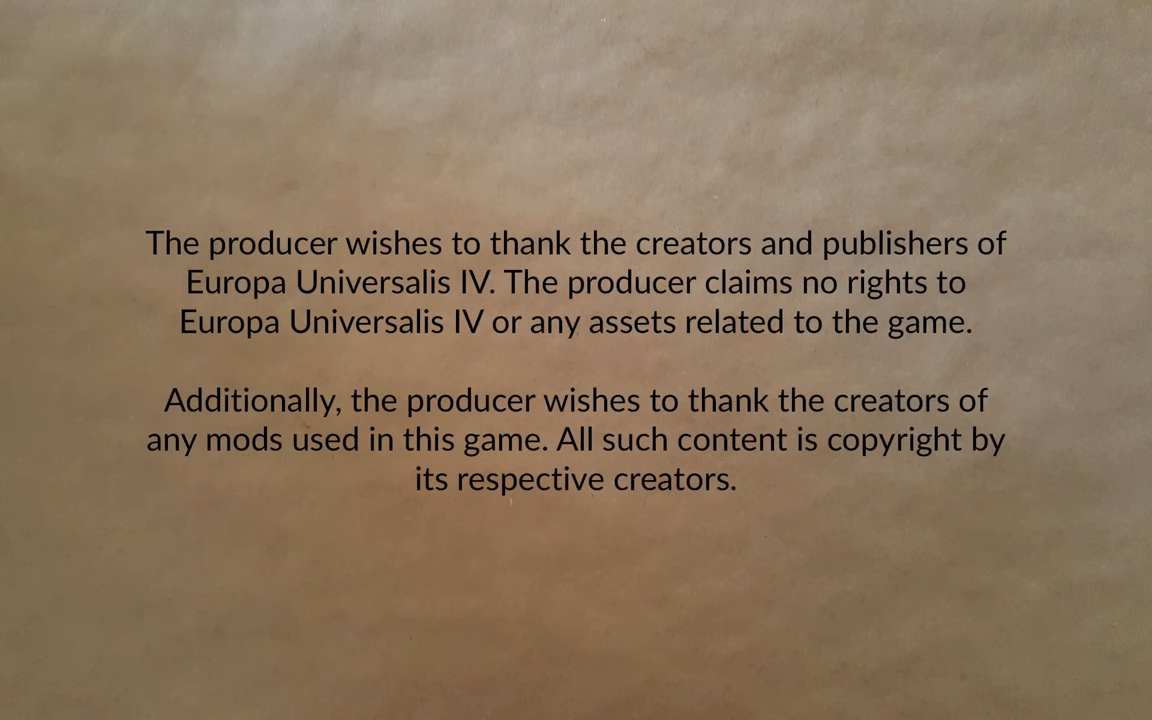 The producer wishes to thank the creators and publishers of
Europa Universalis IV. The producer claims no rights to
Europa Universalis IV or any assets related to the game.
Additionally, the producer wishes to thank the creators of
any mods used in this game. All such content is copyright by
its respective creators.